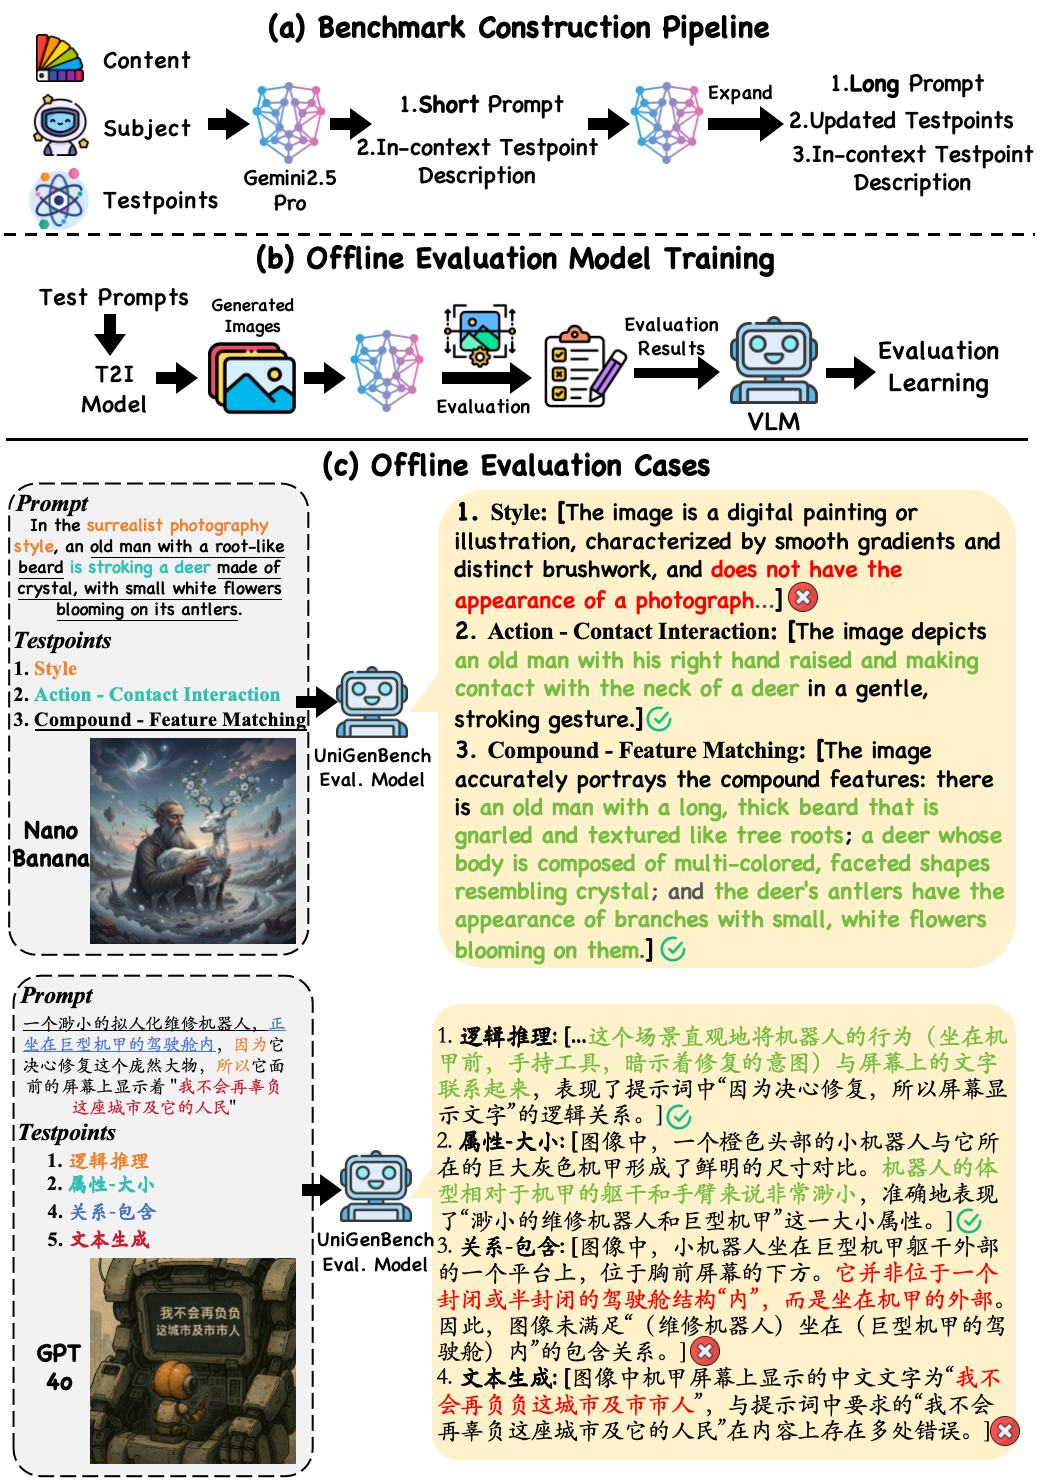 (a) Benchmark Construction Pipeline
Content
Subject
Testpoints
Gemini2.5
Pro
1.Short Prompt
2.In-context Testpoint
Description
Expand
1.Long Prompt
2.Updated Testpoints
3.In-context Testpoint
Description
(b) Offline Evaluation Model Training
Test Prompts
T2I
Model
Generated
Images
Evaluation
Evaluation
Results
VLM
Evaluation
Learning
(c) Offline Evaluation Cases
Prompt
In the surrealist photography
style, an old man with a root-like
beard is stroking a deer made of
crystal, with small white flowers
blooming on its antlers.
Testpoints
1. Style
2. Action - Contact Interaction
3. Compound - Feature Matching
Nano
Banana
UniGenBench
Eval. Model
1. Style: [The image is a digital painting or
illustration, characterized by smooth gradients and
distinct brushwork, and does not have the
appearance of a photograph...]
2. Action - Contact Interaction: [The image depicts
an old man with his right hand raised and making
contact with the neck of a deer in a gentle,
stroking gesture.]
3. Compound - Feature Matching: [The image
accurately portrays the compound features: there
is an old man with a long, thick beard that is
gnarled and textured like tree roots; a deer whose
body is composed of multi-colored, faceted shapes
resembling crystal; and the deer's antlers have the
appearance of branches with small, white flowers
blooming on them.]
Prompt
一个渺小的拟人化维修机器人，正
坐在巨型机甲的驾驶舱内，因为它
决心修复这个庞然大物，所以它面
前的屏幕上显示着 "我不会再辜负
这座城市及它的人民"
Testpoints
1. 逻辑推理
2. 属性-大小
4. 关系-包含
5. 文本生成
GPT
4o
我不会再负负
这城市及市市人
UniGenBench
Eval. Model
1. 逻辑推理: [...这个场景直观地将机器人的行为（坐在机
甲前，手持工具，暗示着修复的意图）与屏幕上的文字
联系起来，表现了提示词中“因为决心修复，所以屏幕显
示文字”的逻辑关系。]
2. 属性-大小: [图像中，一个橙色头部的小机器人与它所
在的巨大灰色机甲形成了鲜明的尺寸对比。机器人的体
型相对于机甲的躯干和手臂来说非常渺小，准确地表现
了“渺小的维修机器人和巨型机甲”这一大小属性。]
3. 关系-包含: [图像中，小机器人坐在巨型机甲躯干外部
的一个平台上，位于胸前屏幕的下方。它并非位于一个
封闭或半封闭的驾驶舱结构“内”，而是坐在机甲的外部。
因此，图像未满足“（维修机器人）坐在（巨型机甲的驾
驶舱）内”的包含关系。]
4. 文本生成: [图像中机甲屏幕上显示的中文文字为“我不
会再负负这城市及市市人”，与提示词中要求的“我不会
再辜负这座城市及它的人民”在内容上存在多处错误。]